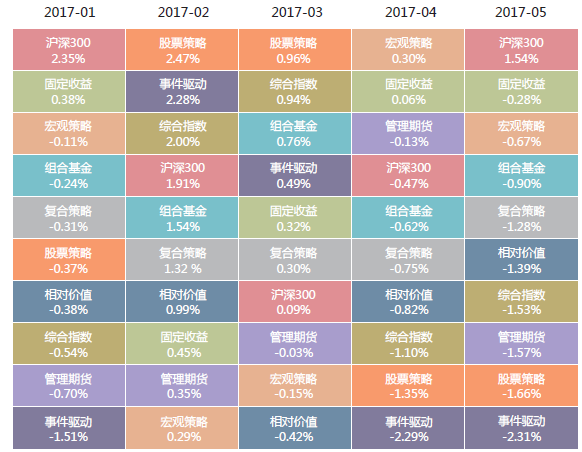 2017-01 2017-02 2017-03 2017-04 2017-05
沪深300 股票策略 股票策略 宏观策略 沪深300
2.35% 2.47% 0.96% 0.30% 1.54%
固定收益 事件驱动 综合指数 固定收益 固定收益
0.38% 2.28% 0.94% 0.06% -0.28%
宏观策略 综合指数 组合基金 管理期货 宏观策略
-0.11% 2.00% 0.76% -0.13% -0.67%
组合基金 沪深300 事件驱动 沪深300 组合基金
-0.24% 1.91% 0.49% -0.47% -0.90%
复合策略 组合基金 固定收益 组合基金 复合策略
-0.31% 1.54% 0.32% -0.62% -1.28%
股票策略 复合策略 复合策略 复合策略 相对价值
-0.37% 1.32 % 0.30% -0.75% -1.39%
相对价值 相对价值 沪深300 相对价值 综合指数
-0.38% 0.99% 0.09% -0.82% -1.53%
综合指数 固定收益 管理期货 综合指数 管理期货
-0.54% 0.45% -0.03% -1.10% -1.57%
管理期货 管理期货 宏观策略 股票策略 股票策略
-0.70% 0.35% -0.15% -1.35% -1.66%
事件驱动 宏观策略 相对价值 事件驱动 事件驱动
-1.51% 0.29% -0.42% -2.29% -2.31%